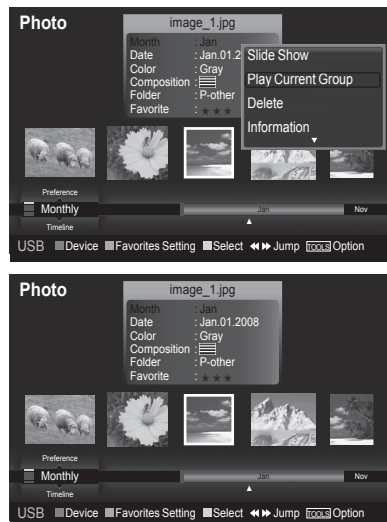 Photo
image_1.jpg
Month : Jan
Date : Jan.01.2
Color : Gray
Composition :
Folder : P-other
Favorite : ★★★
Slide Show
Play Current Group
Delete
Information
Preference
Monthly
Timeline
Jan
Nov
USB Device Favorites Setting Select Jump TOOLS Option
Photo
image_1.jpg
Month : Jan
Date : Jan.01.2008
Color : Gray
Composition :
Folder : P-other
Favorite : ★★★
Preference
Monthly
Timeline
Jan
Nov
USB Device Favorites Setting Select Jump TOOLS Option